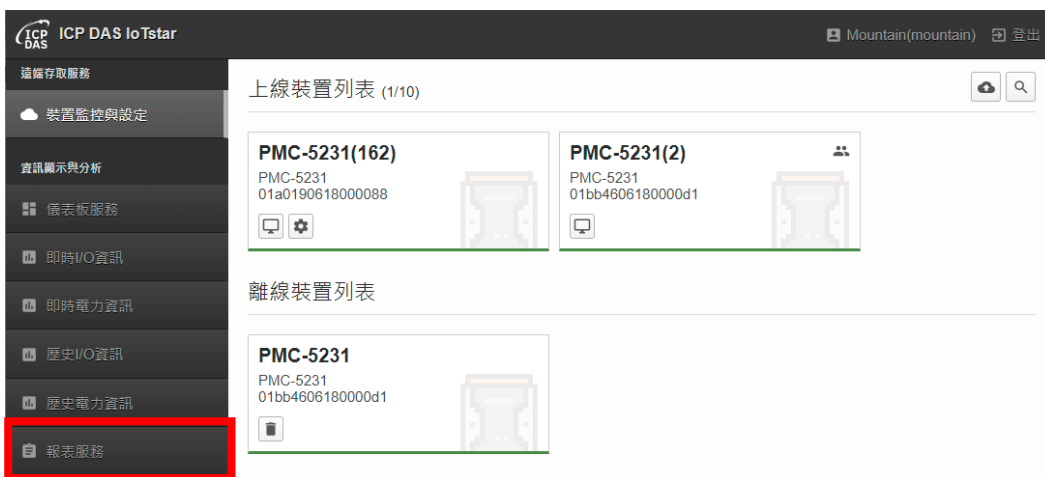 ICP DAS
ICP DAS IoTstar
Mountain(mountain) 登出
遠端存取服務
裝置監控與設定
資訊顯示與分析
儀表板服務
即時I/O資訊
即時電力資訊
歷史I/O資訊
歷史電力資訊
報表服務
上線裝置列表 (1/10)
PMC-5231(162)
PMC-5231
01a0190618000088
PMC-5231(2)
PMC-5231
01bb4606180000d1
離線裝置列表
PMC-5231
PMC-5231
01bb4606180000d1